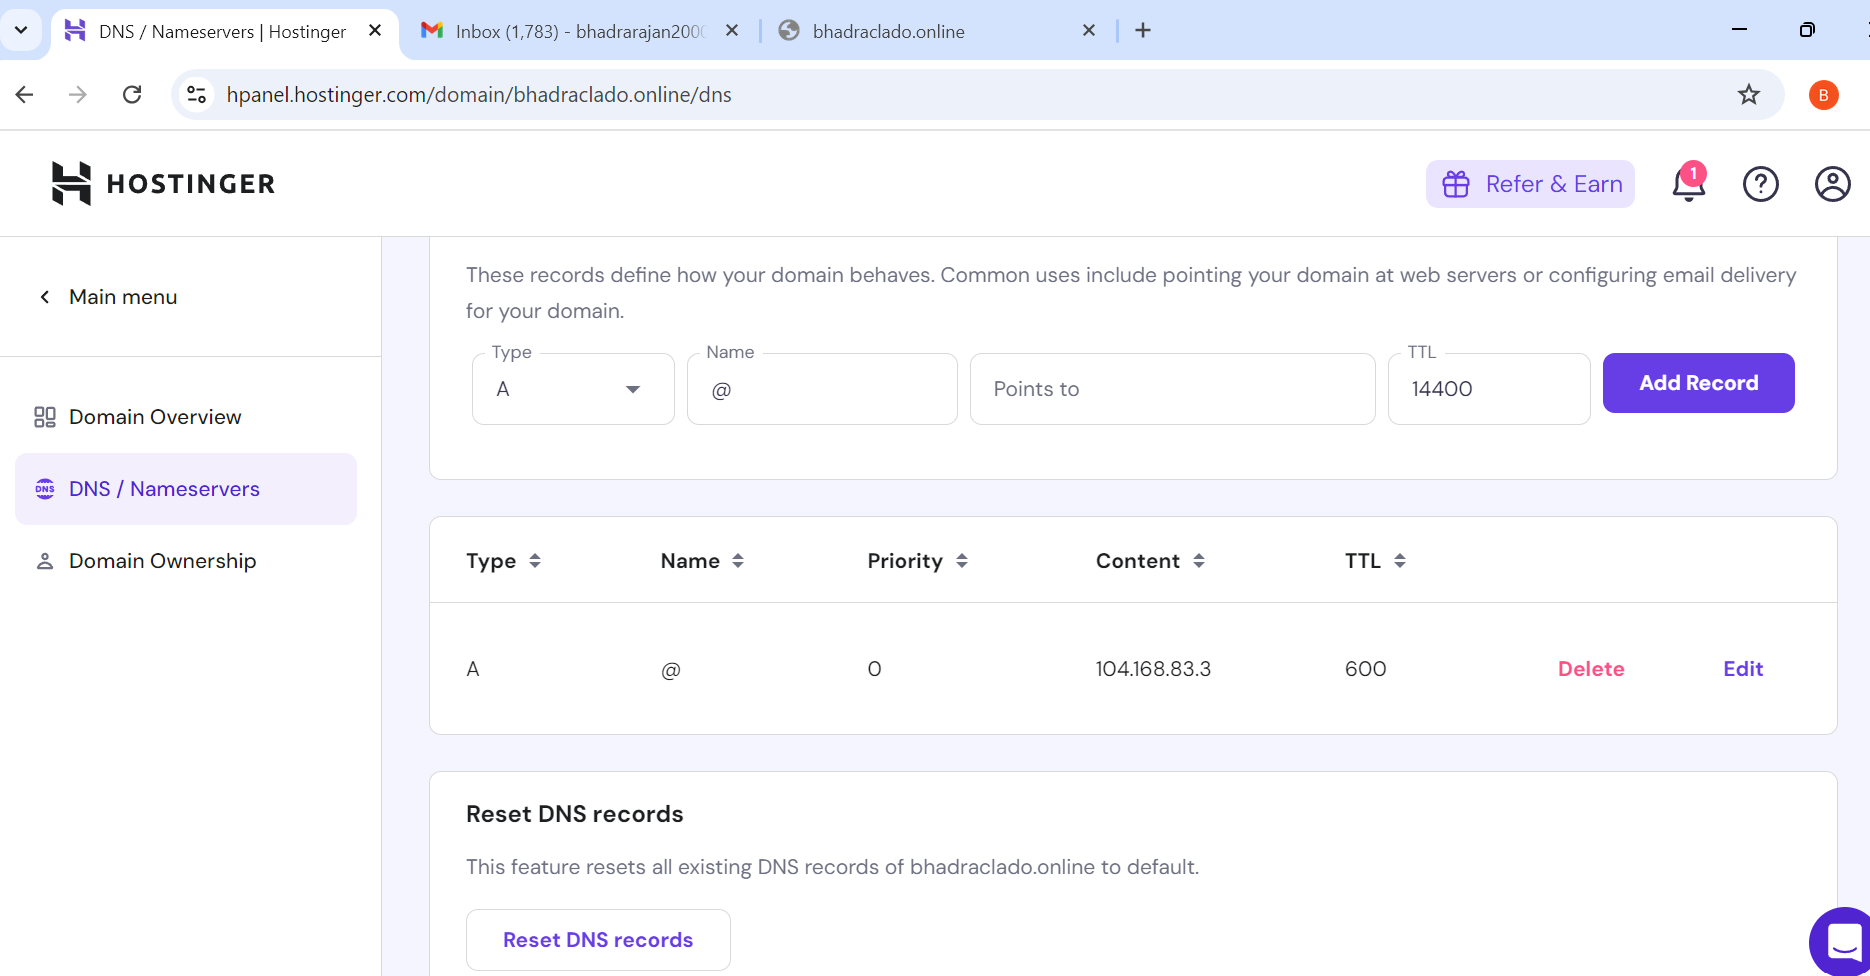 DNS / Nameservers | Hostinger
Inbox (1,783) - bhadrarajan2000
bhadraclado.online
hpanel.hostinger.com/domain/bhadraclado.online/dns
B
HOSTINGER
Refer & Earn
1
Main menu
Domain Overview
DNS DNS / Nameservers
Domain Ownership
These records define how your domain behaves. Common uses include pointing your domain at web servers or configuring email delivery
for your domain.
Type
Name
TTL
A
@
Points to
14400
Add Record
Type Name Priority Content TTL
A @ 0 104.168.83.3 600 Delete Edit
Reset DNS records
This feature resets all existing DNS records of bhadraclado.online to default.
Reset DNS records